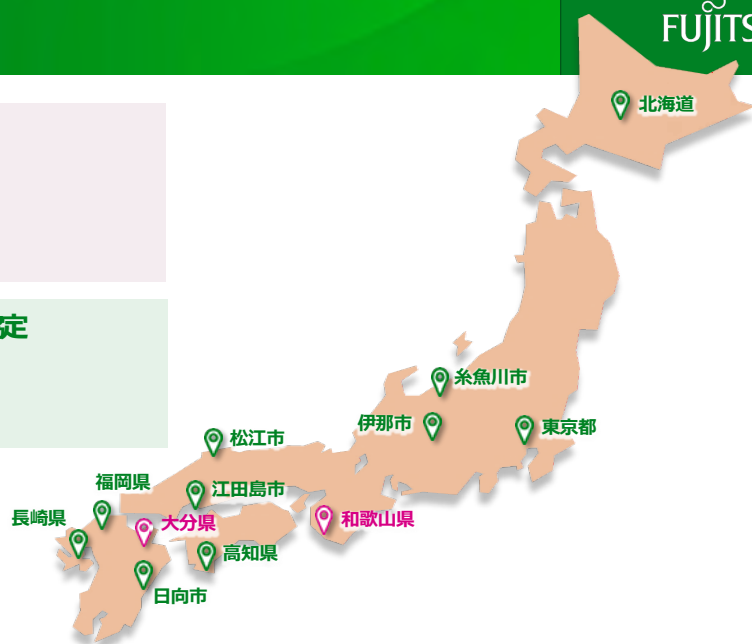 FUJITS
北海道
定
糸魚川市
伊那市
東京都
松江市
福岡県
江田島市
長崎県
大分県
和歌山県
高知県
日向市